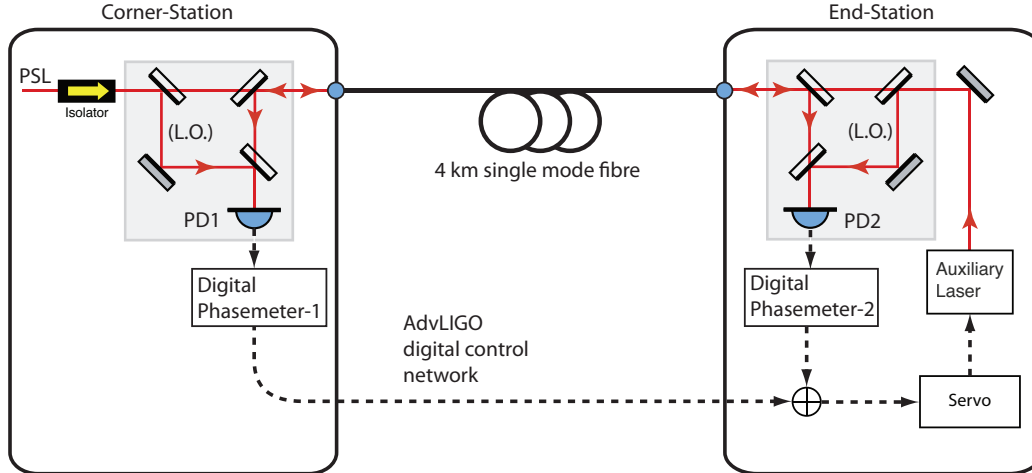 Corner-Station
End-Station
PSL
Isolator
(L.O.)
PD1
Digital
Phasemeter-1
4 km single mode fibre
AdvLIGO
digital control
network
(L.O.)
PD2
Digital
Phasemeter-2
Auxiliary
Laser
Servo